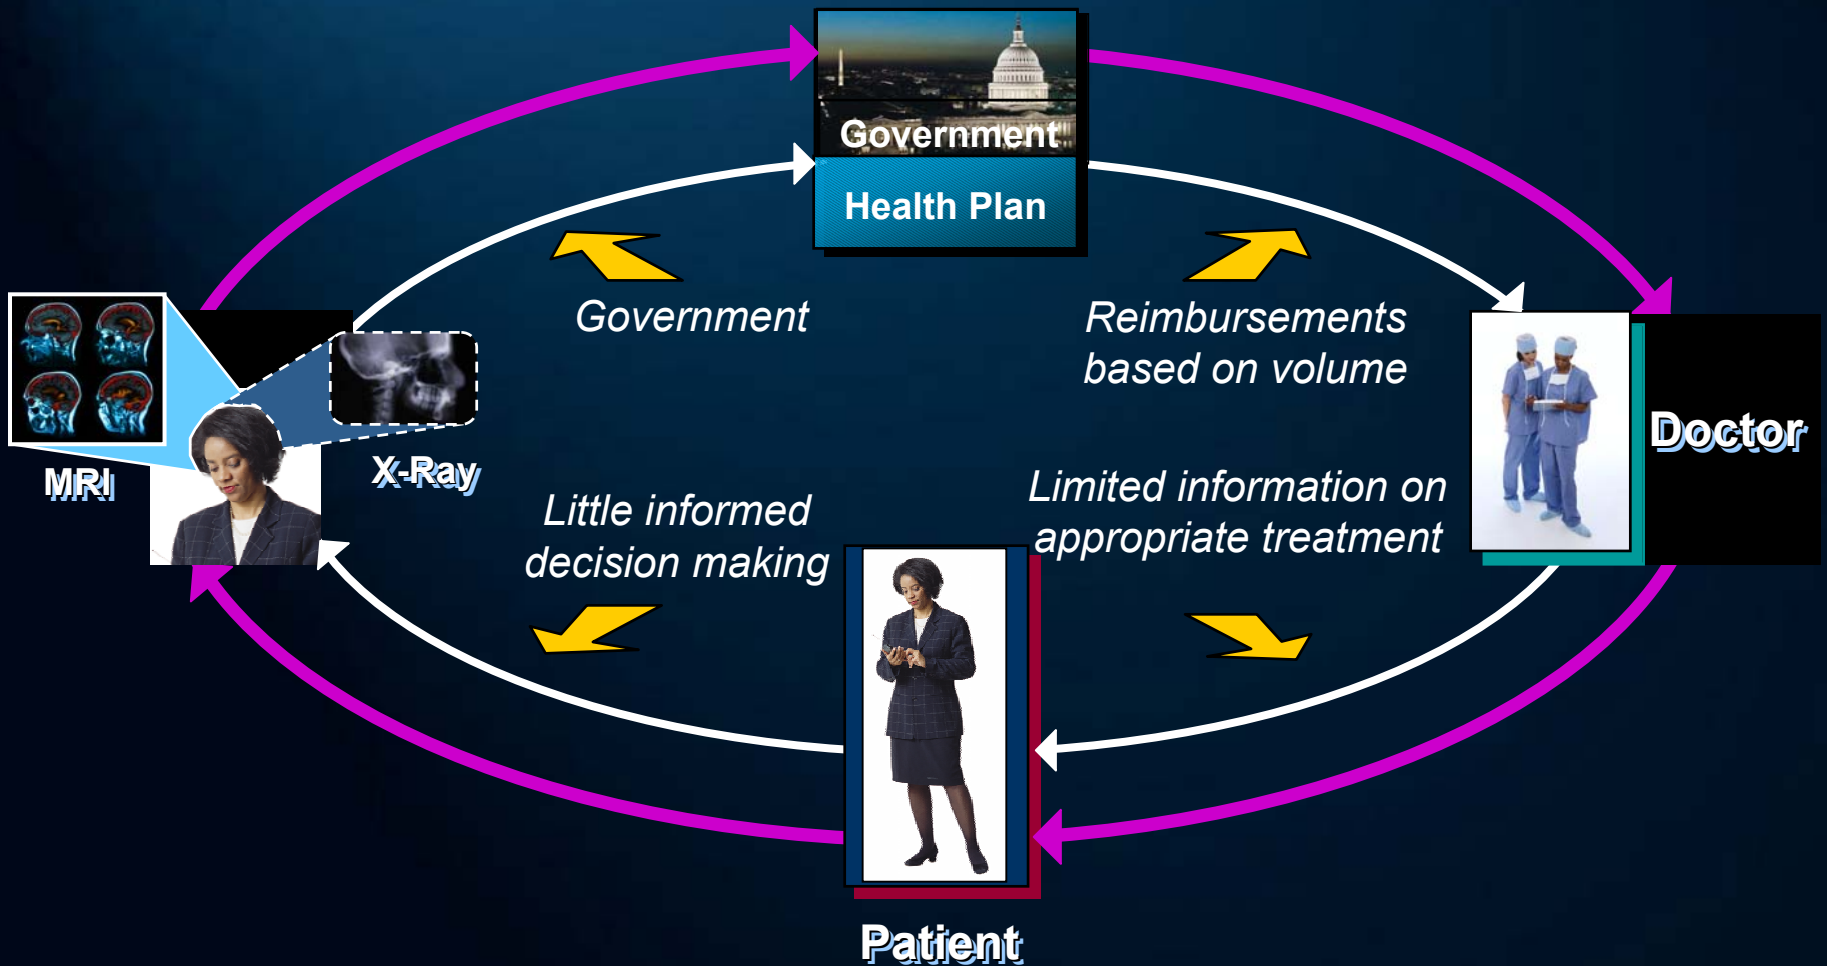 Government
Health Plan
Government
Reimbursements
based on volume
Doctor
MRI
X-Ray
Little informed
decision making
Limited information on
appropriate treatment
Patient